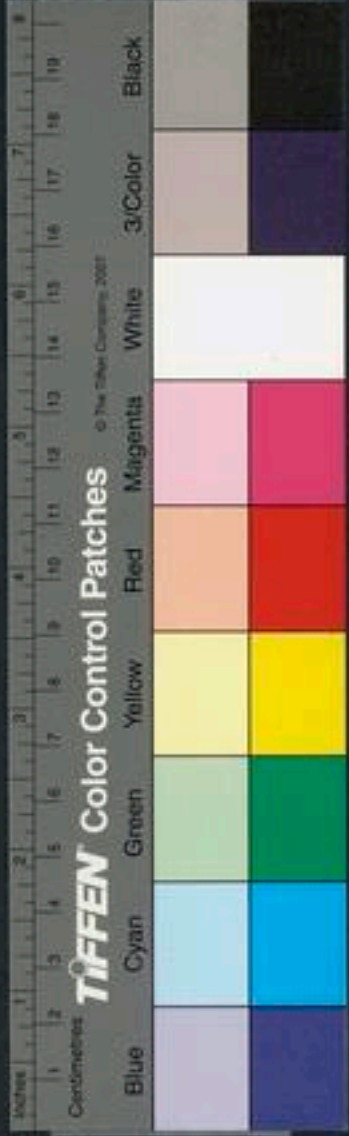 Inches 1 2 3 4 5 6 7 8
Centimetres 1 2 3 4 5 6 7 8 9 10 11 12 13 14 15 16 17 18 19
TIFFEN Color Control Patches © The Tiffen Company, 2007
Blue Cyan Green Yellow Red Magenta White 3/Color Black